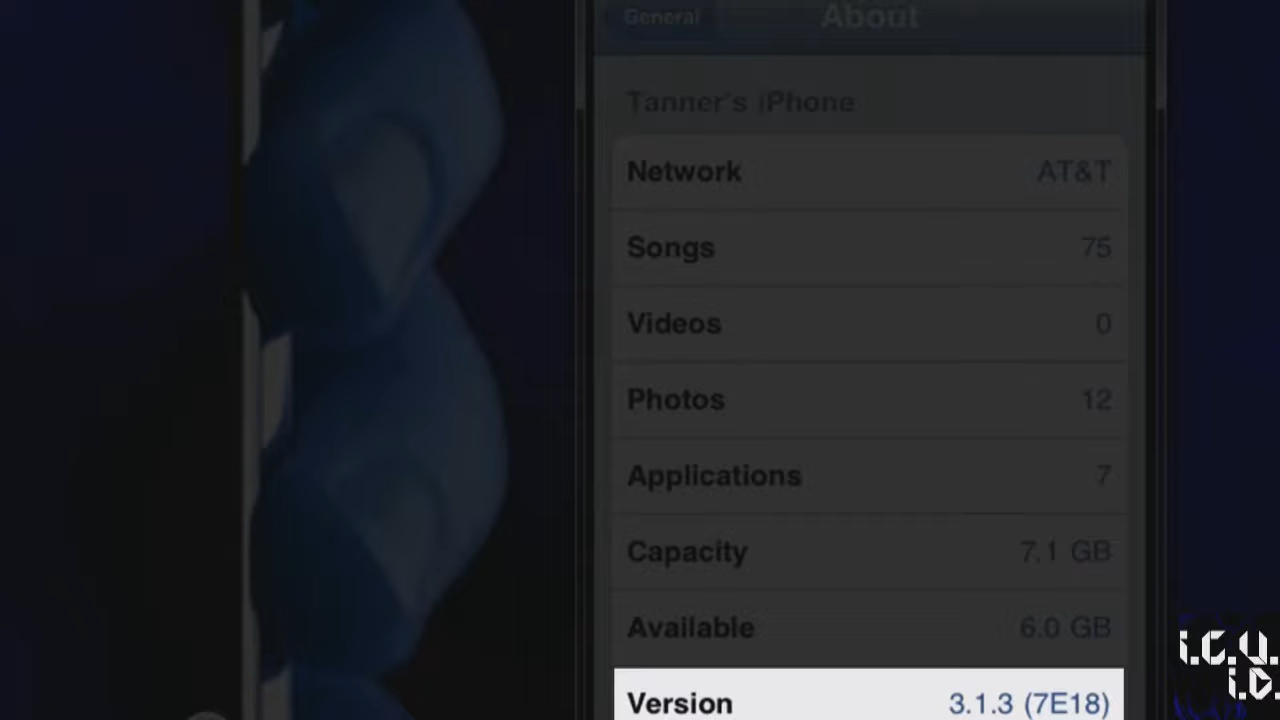 General
About
Tanner's iPhone
Network AT&T
Songs 75
Videos 0
Photos 12
Applications 7
Capacity 7.1 GB
Available 6.0 GB
Version 3.1.3 (7E18)
i.C.U.
i.D.